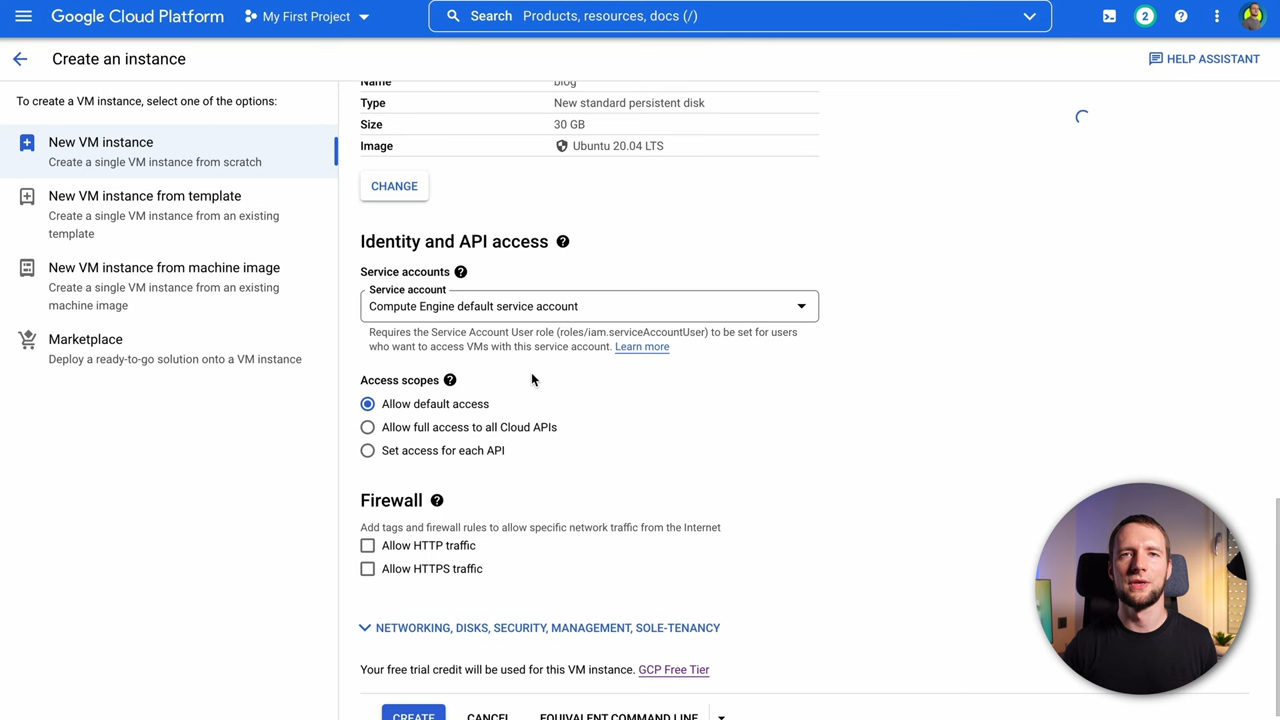 Google Cloud Platform
My First Project
Search Products, resources, docs (/)
2
Create an instance
HELP ASSISTANT
To create a VM instance, select one of the options:
New VM instance
Create a single VM instance from scratch
New VM instance from template
Create a single VM instance from an existing
template
New VM instance from machine image
Create a single VM instance from an existing
machine image
Marketplace
Deploy a ready-to-go solution onto a VM instance
Name blog
Type New standard persistent disk
Size 30 GB
Image Ubuntu 20.04 LTS
CHANGE
Identity and API access
Service accounts
Service account
Compute Engine default service account
Requires the Service Account User role (roles/iam.serviceAccountUser) to be set for users
who want to access VMs with this service account. Learn more
Access scopes
Allow default access
Allow full access to all Cloud APIs
Set access for each API
Firewall
Add tags and firewall rules to allow specific network traffic from the Internet
Allow HTTP traffic
Allow HTTPS traffic
NETWORKING, DISKS, SECURITY, MANAGEMENT, SOLE-TENANCY
Your free trial credit will be used for this VM instance. GCP Free Tier
CREATE CANCEL EQUIVALENT COMMAND LINE